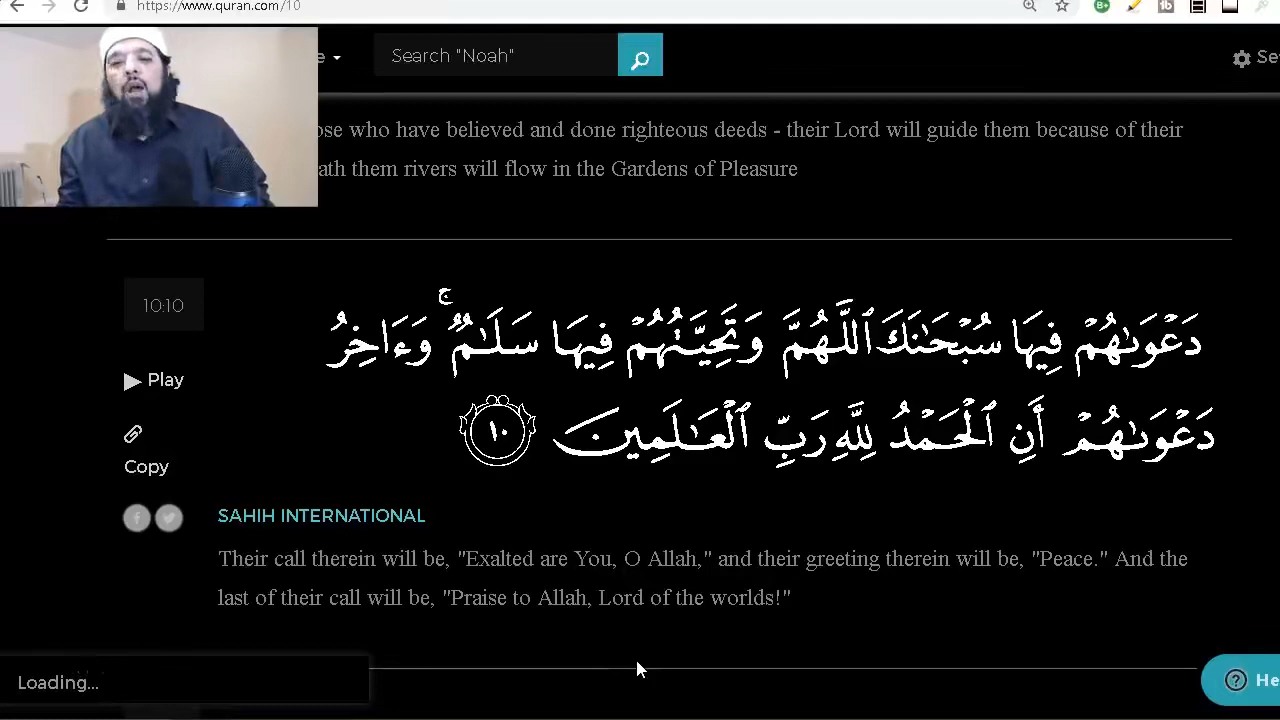 https://www.quran.com/10
e
Search "Noah"
Se
ose who have believed and done righteous deeds - their Lord will guide them because of their
ath them rivers will flow in the Gardens of Pleasure
10:10
دَعْوَىٰهُمْ فِيهَا سُبْحَـٰنَكَ ٱللَّهُمَّ وَتَحِيَّتُهُمْ فِيهَا سَلَـٰمٌ ۚ وَءَاخِرُ
دَعْوَىٰهُمْ أَنِ ٱلْحَمْدُ لِلَّهِ رَبِّ ٱلْعَـٰلَمِينَ ١٠
Play
Copy
SAHIH INTERNATIONAL
Their call therein will be, "Exalted are You, O Allah," and their greeting therein will be, "Peace." And the
last of their call will be, "Praise to Allah, Lord of the worlds!"
Loading...
He